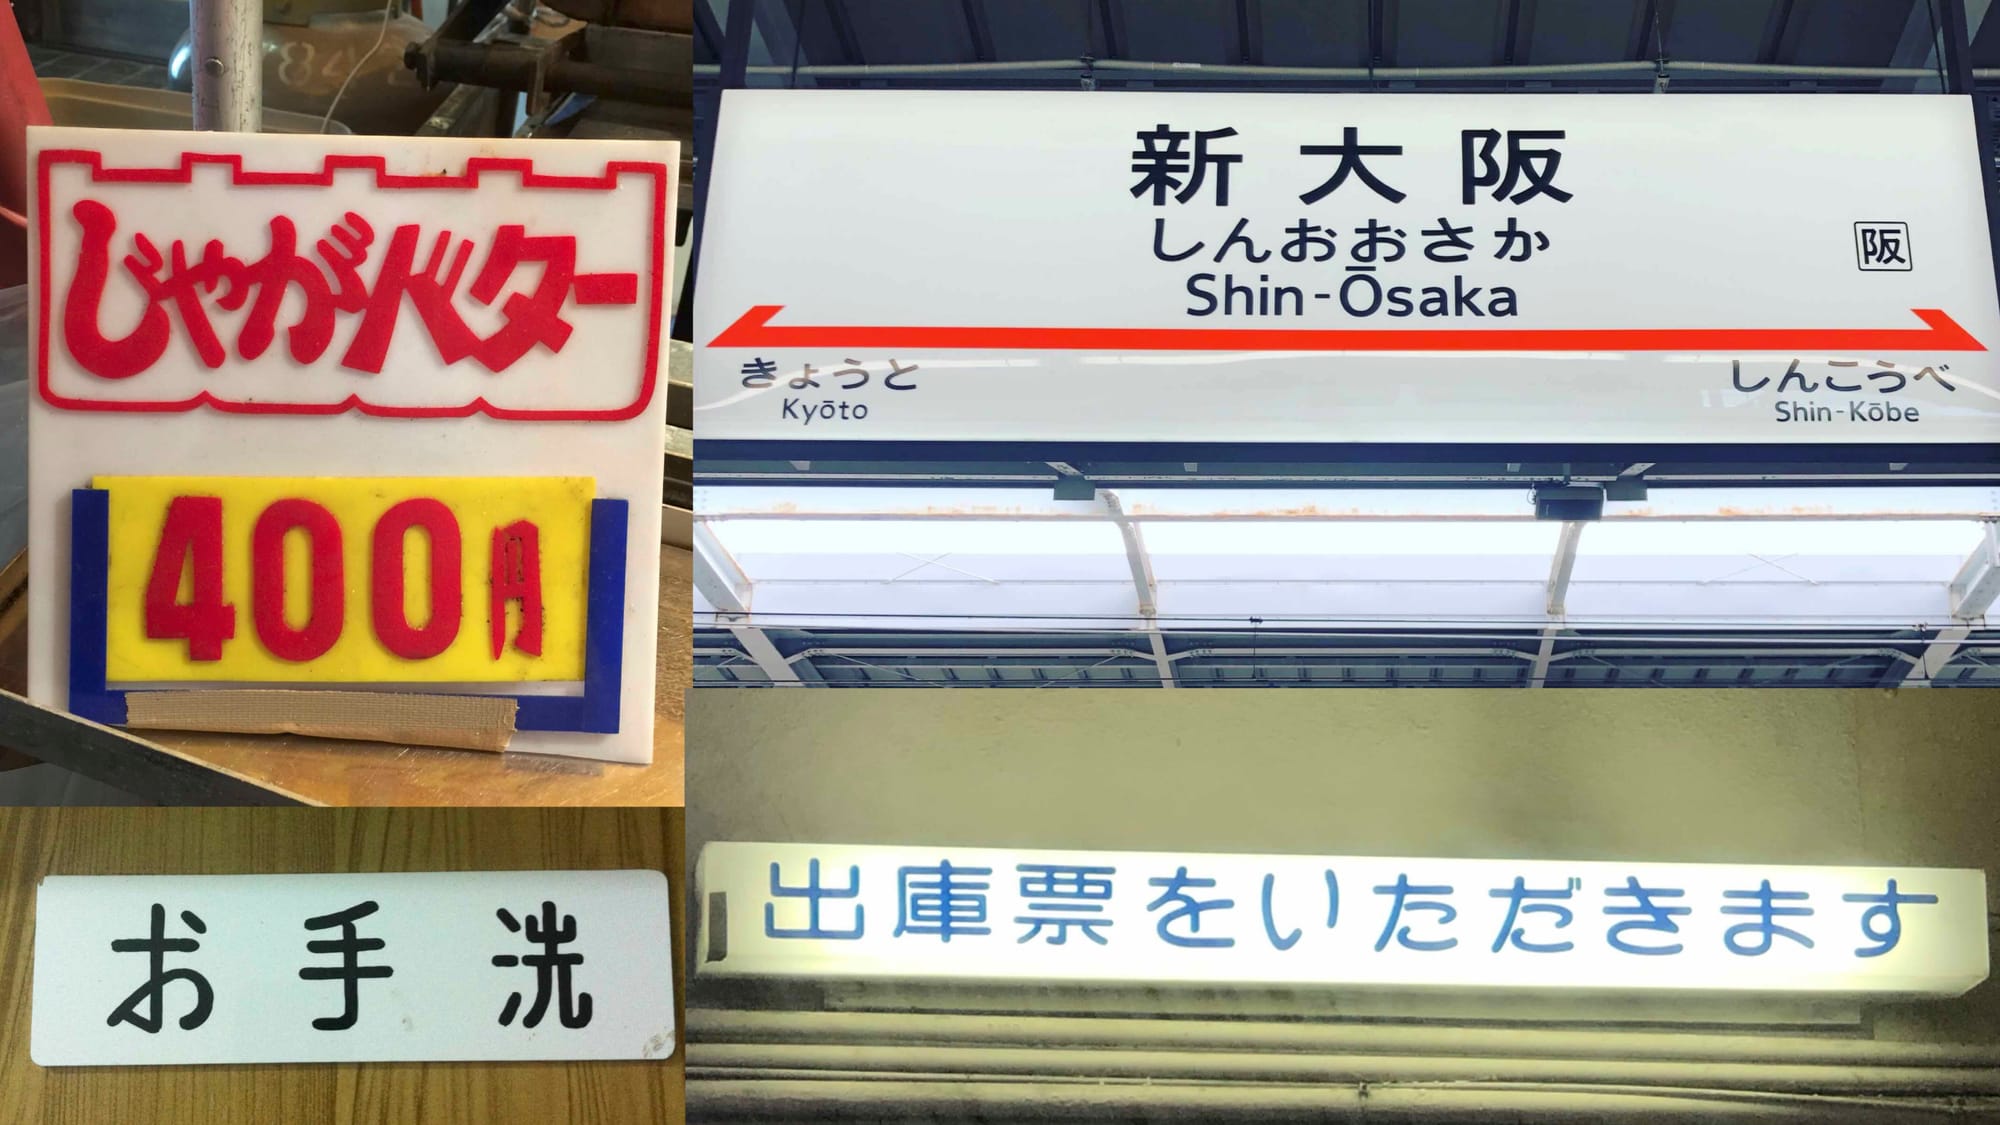 じゃがバター
400円
新大阪
しんおおさか
Shin-Ōsaka
阪
きょうと
Kyōto
しんこうべ
Shin-Kōbe
お手洗
出庫票をいただきます